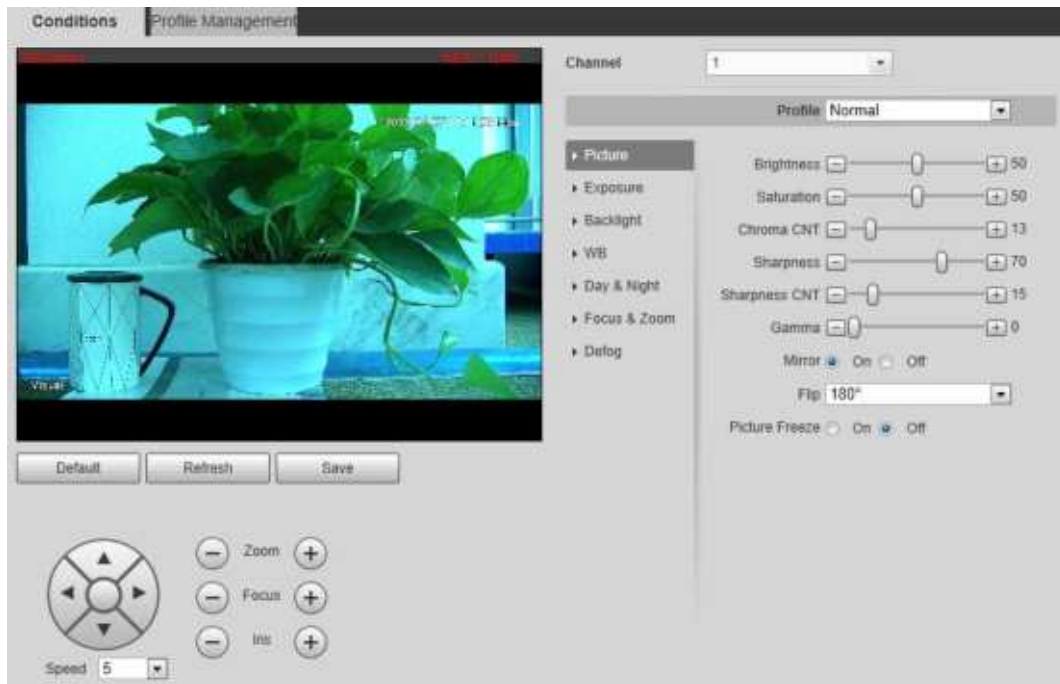 Conditions
Profile Management
Channel
1
Profile Normal
Picture
Exposure
Backlight
WB
Day & Night
Focus & Zoom
Defog
Brightness - + 50
Saturation - + 50
Chroma CNT - + 13
Sharpness - + 70
Sharpness CNT - + 15
Gamma - + 0
Mirror On Off
Flip 180°
Picture Freeze On Off
Visual
Default
Refresh
Save
- Zoom +
- Focus +
- Iris +
Speed 5